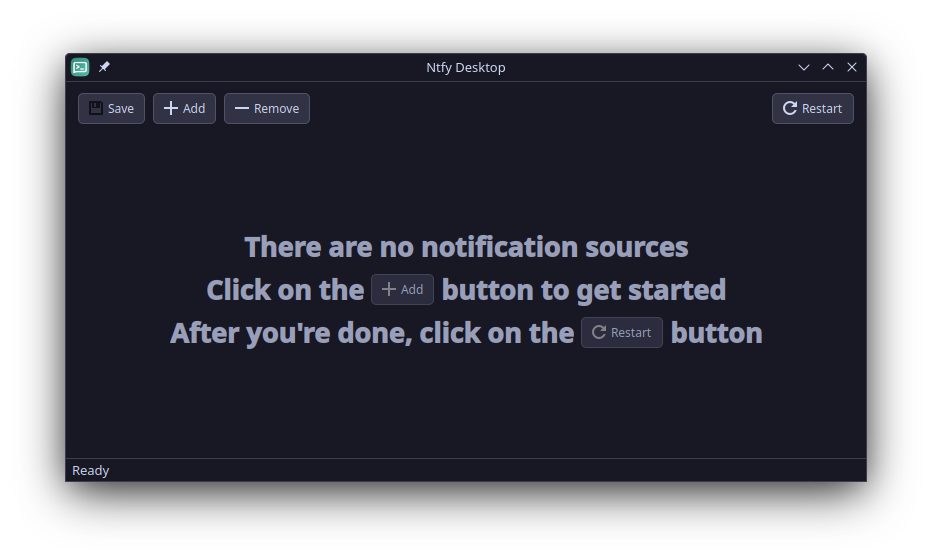 Ntfy Desktop
Save Add Remove Restart
There are no notification sources
Click on the Add button to get started
After you're done, click on the Restart button
Ready